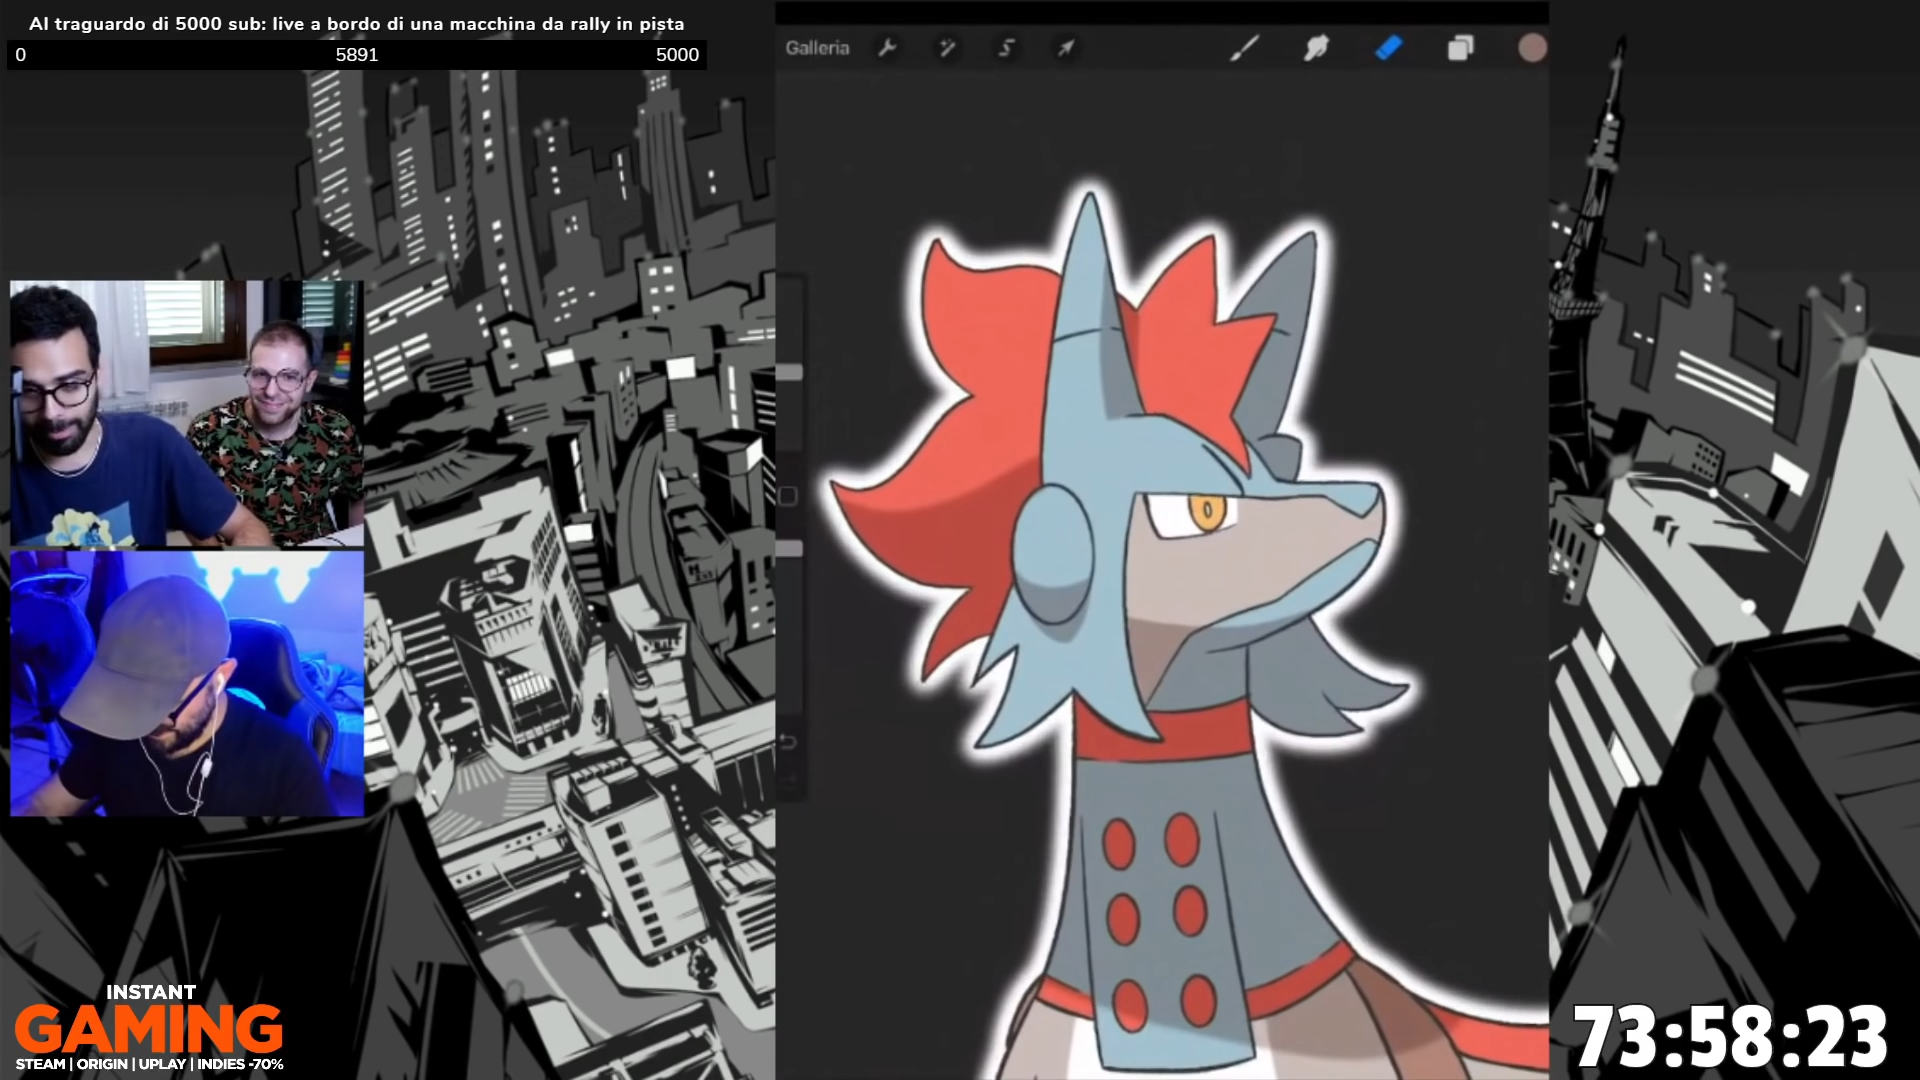 Al traguardo di 5000 sub: live a bordo di una macchina da rally in pista
0 5891 5000
Galleria
INSTANT
GAMING
STEAM | ORIGIN | UPLAY | INDIES -70%
73:58:23